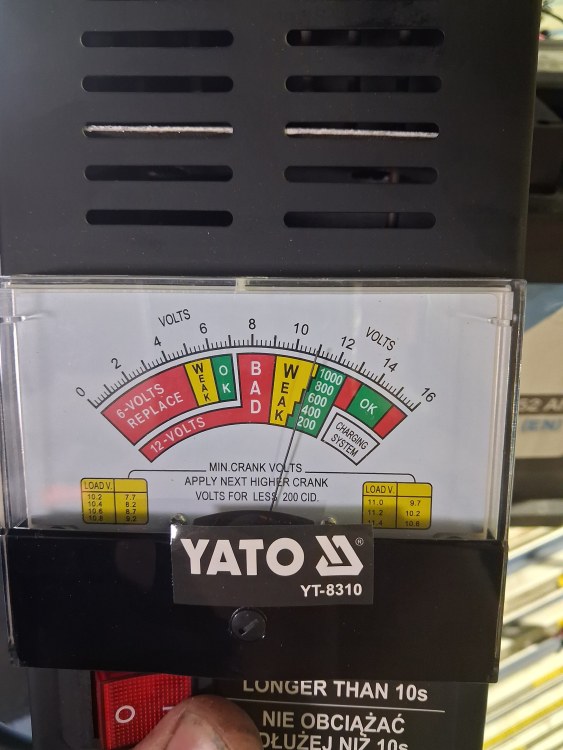 VOLTS VOLTS
0 2 4 6 8 10 12 14 16
6-VOLTS
REPLACE
WEAK
OK
BAD
WEAK
1000
800
600
400
200
OK
12-VOLTS
CHARGING
SYSTEM
MIN.CRANK VOLTS
APPLY NEXT HIGHER CRANK
VOLTS FOR LESS 200 CID.
LOAD V.
10.2 7.7
10.4 8.2
10.6 8.7
10.8 9.2
LOAD V.
11.0 9.7
11.2 10.2
11.4 10.6
YATO ®
YT-8310
LONGER THAN 10s
NIE OBCIĄŻAĆ
DŁUŻEJ NIŻ 10s